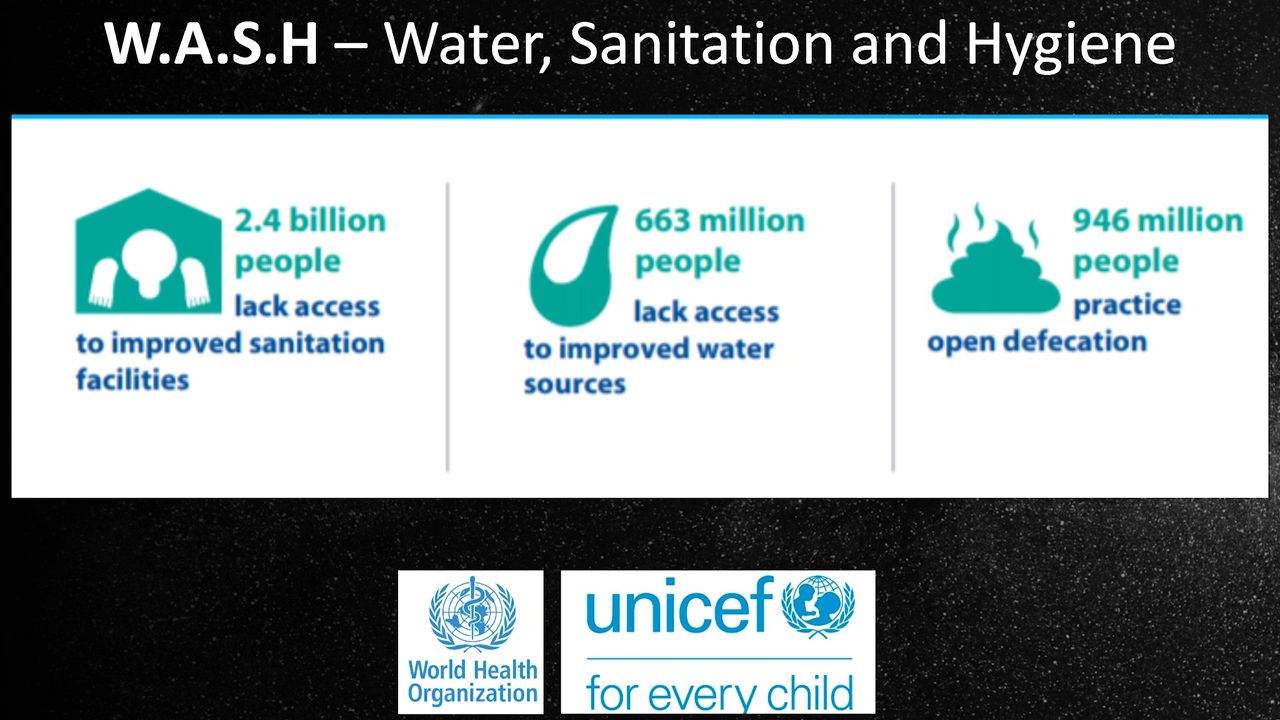 W.A.S.H – Water, Sanitation and Hygiene
2.4 billion
people
lack access
to improved sanitation
facilities
663 million
people
lack access
to improved water
sources
946 million
people
practice
open defecation
World Health
Organization
unicef
for every child